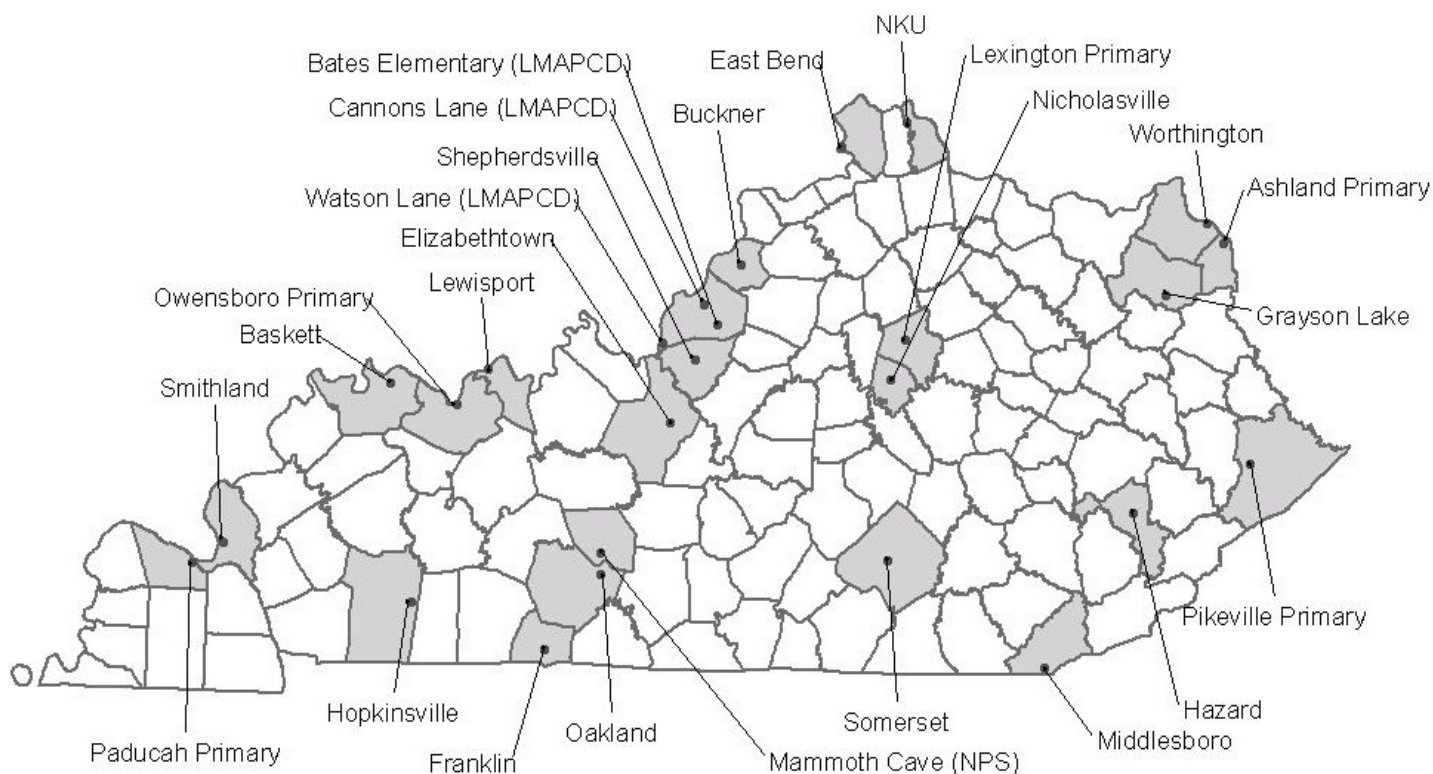 NKU
East Bend
Lexington Primary
Bates Elementary (LMAPCD)
Cannons Lane (LMAPCD)
Buckner
Nicholasville
Worthington
Shepherdsville
Ashland Primary
Watson Lane (LMAPCD)
Elizabethtown
Lewisport
Owensboro Primary
Grayson Lake
Baskett
Smithland
Pikeville Primary
Hopkinsville
Oakland
Somerset
Hazard
Paducah Primary
Franklin
Mammoth Cave (NPS)
Middlesboro